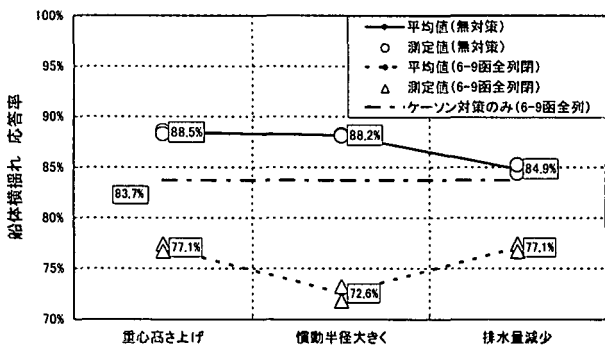 100%
平均値(無対策)
測定値(無対策)
平均値(6-9函全列閉)
測定値(6-9函全列閉)
ケーソン対策のみ(6-9函全列)
船体横揺れ 応答率
95%
90%
88.5%
88.2%
85%
84.9%
83.7%
80%
77.1%
77.1%
75%
72.6%
70%
重心高さ上げ
慣動半径大きく
排水量減少